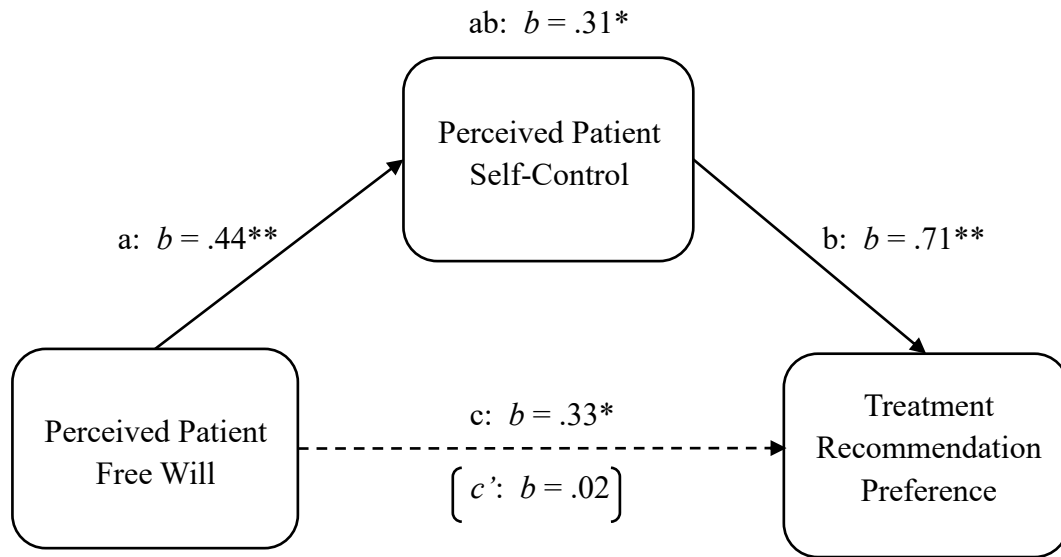 ab: b = .31*
Perceived Patient
Self-Control
a: b = .44**
b: b = .71**
Perceived Patient
Free Will
c: b = .33*
c’: b = .02
Treatment
Recommendation
Preference